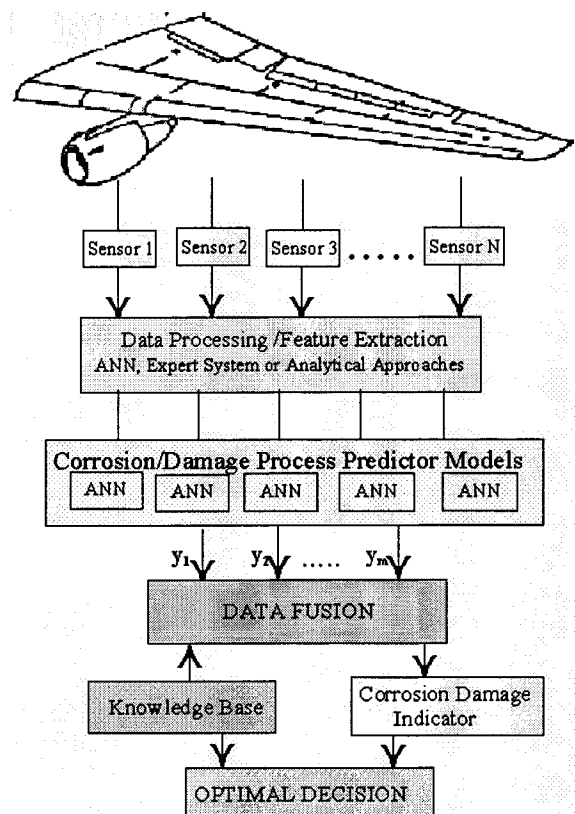 Sensor 1 Sensor 2 Sensor 3 ..... Sensor N
Data Processing /Feature Extraction
ANN, Expert System or Analytical Approaches
Corrosion/Damage Process Predictor Models
ANN ANN ANN ANN ANN
y1 y2 ..... ym
DATA FUSION
Knowledge Base
Corrosion Damage
Indicator
OPTIMAL DECISION